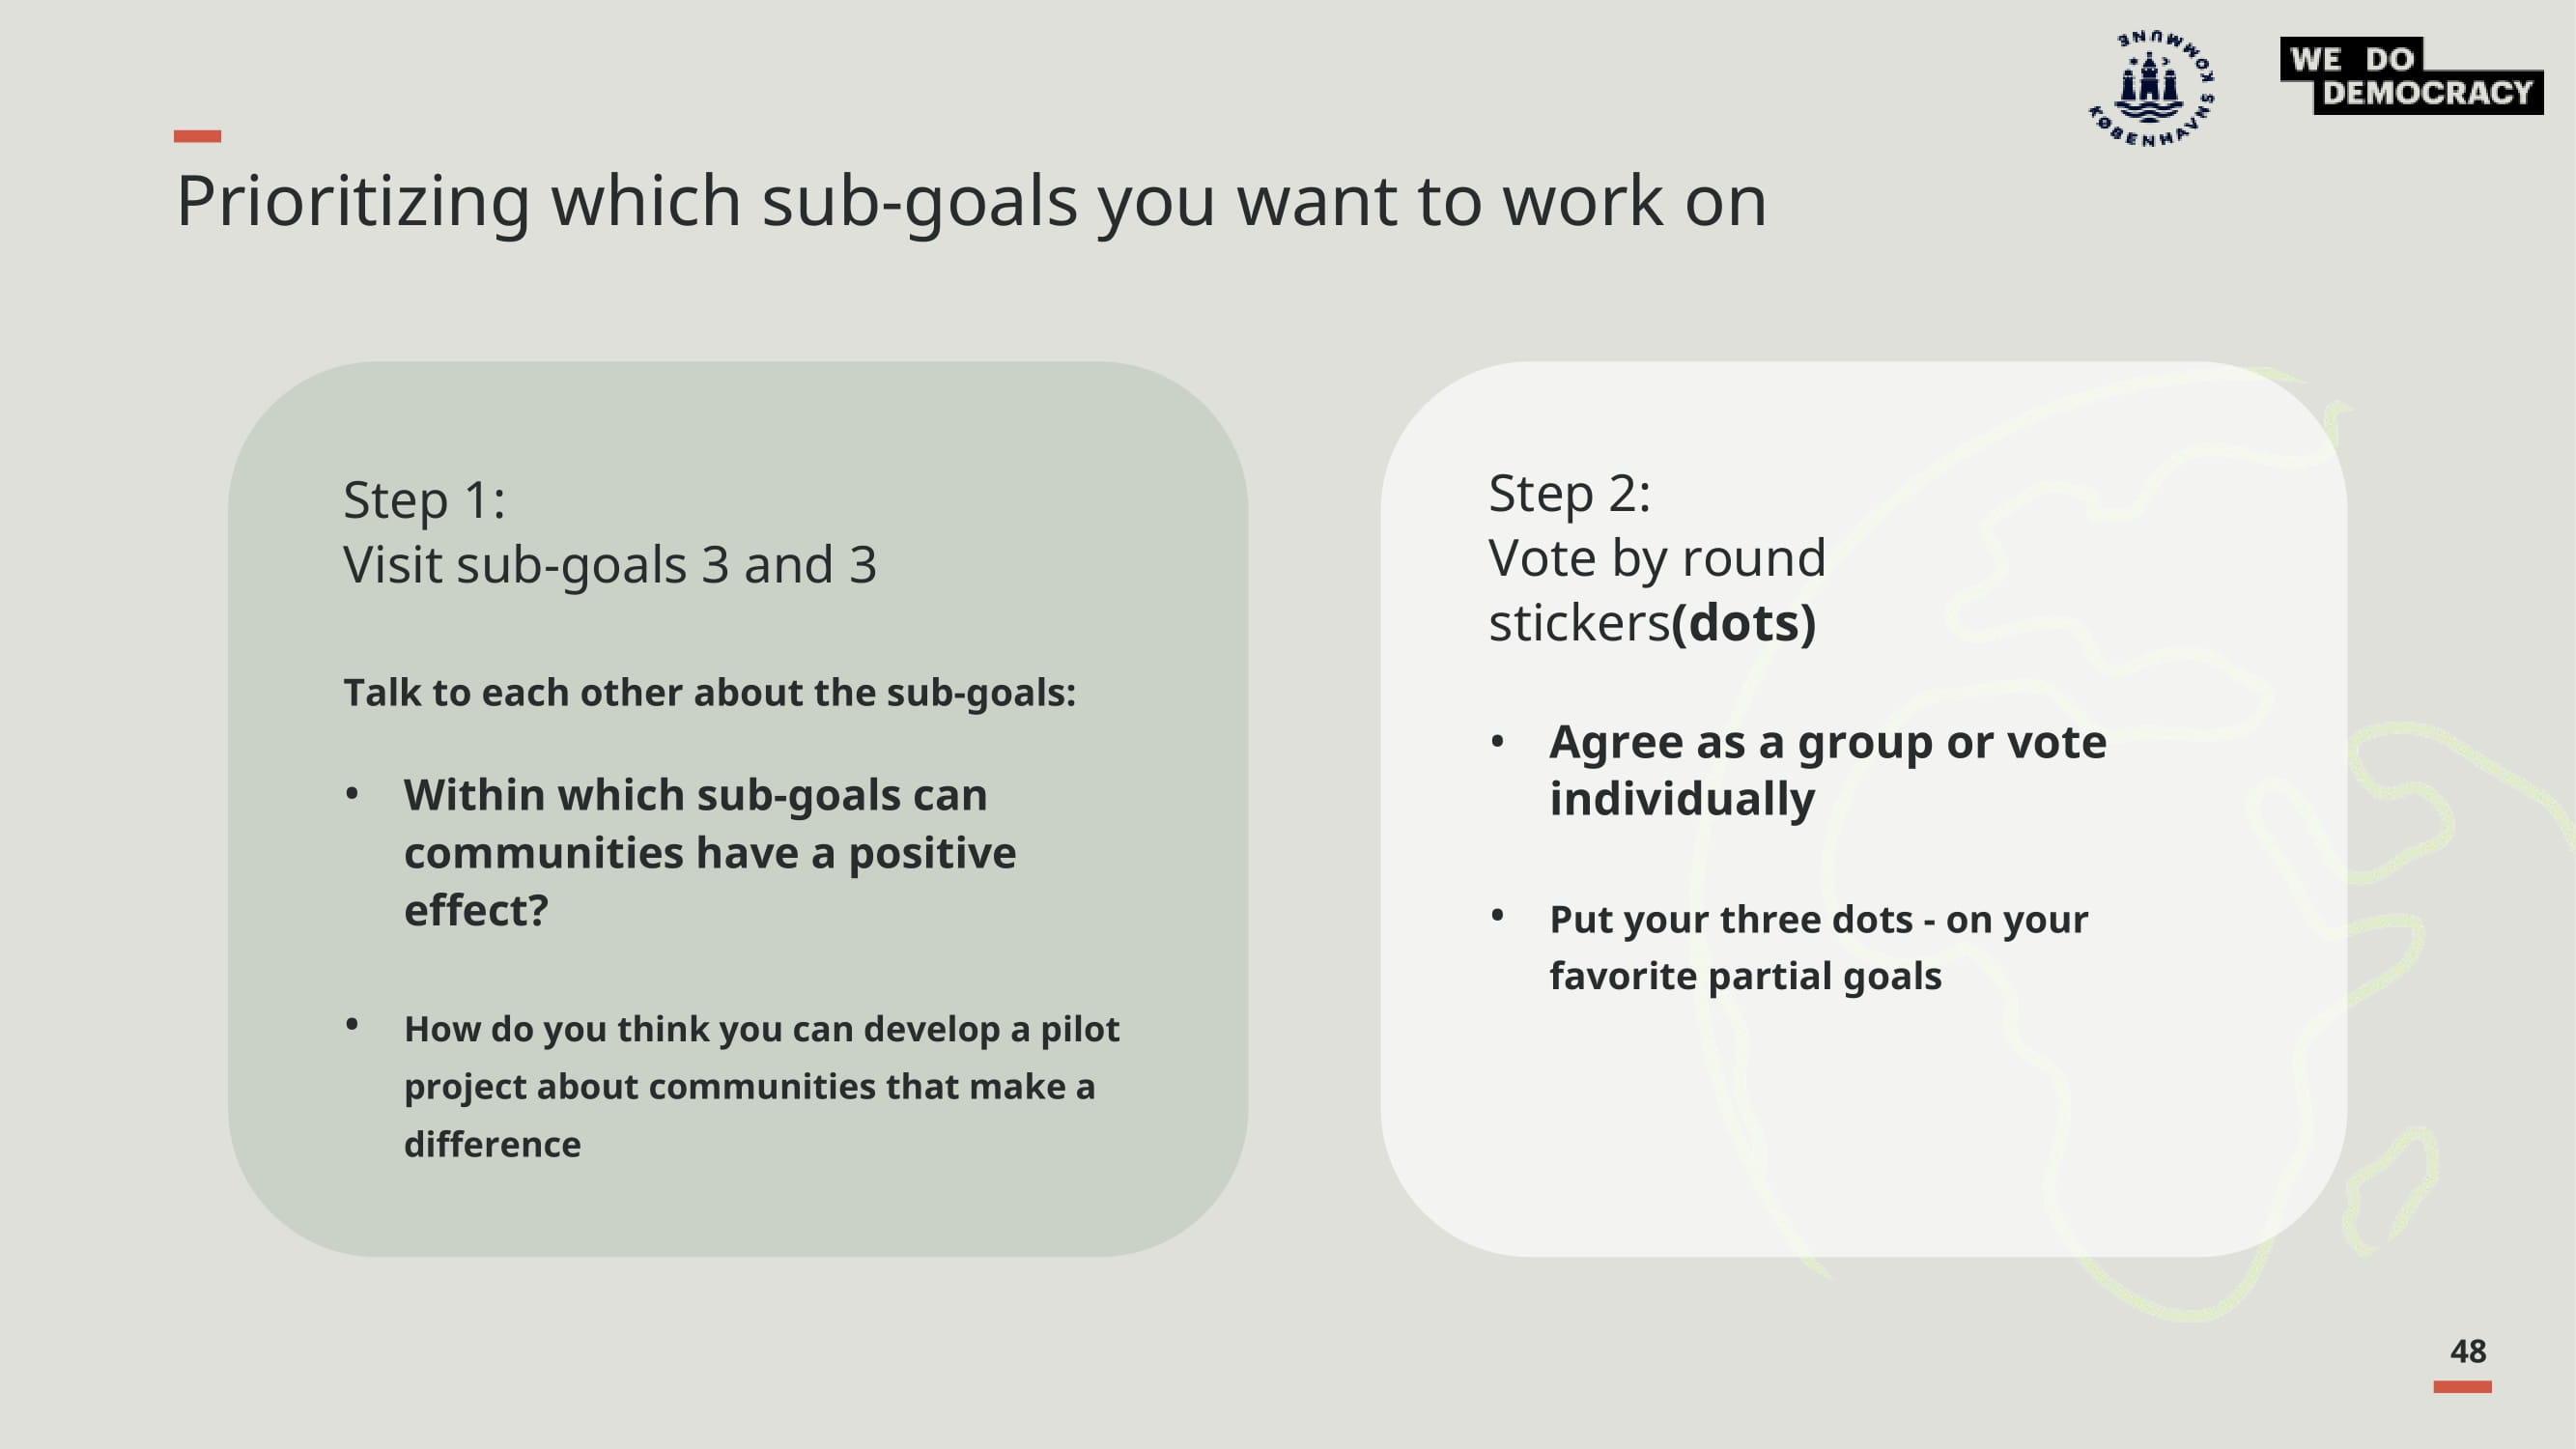 KØBENHAVNS KOMMUNE
WE DO
DEMOCRACY
Prioritizing which sub-goals you want to work on
Step 1:
Visit sub-goals 3 and 3
Talk to each other about the sub-goals:
• Within which sub-goals can
communities have a positive
effect?
• How do you think you can develop a pilot
project about communities that make a
difference
Step 2:
Vote by round
stickers(dots)
• Agree as a group or vote
individually
• Put your three dots - on your
favorite partial goals
48